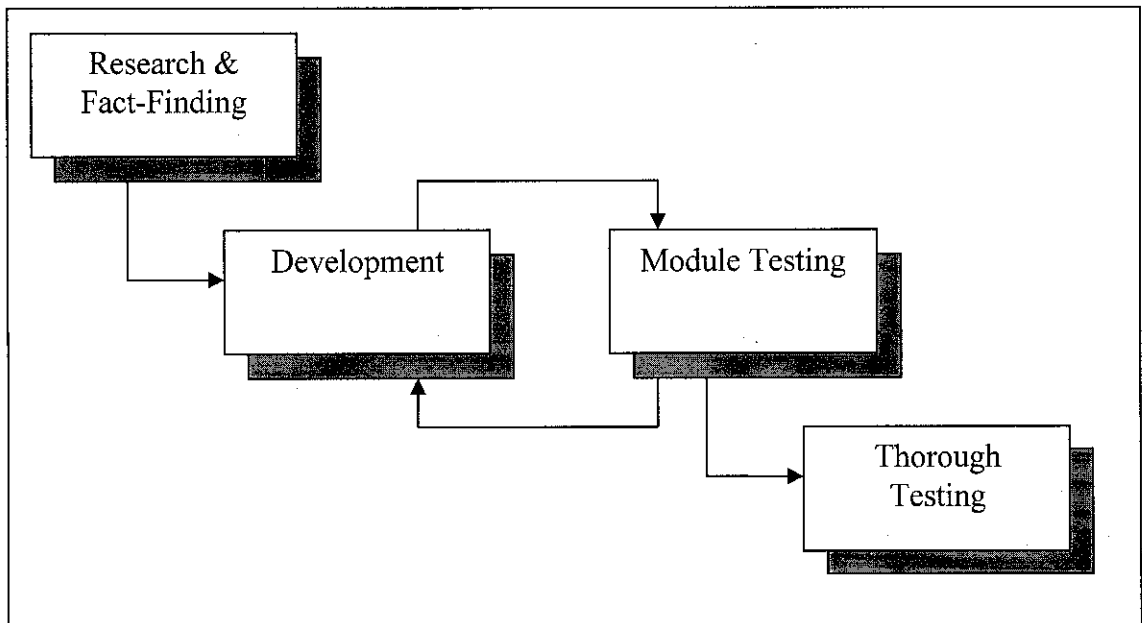 Research &
Fact-Finding
Development
Module Testing
Thorough
Testing